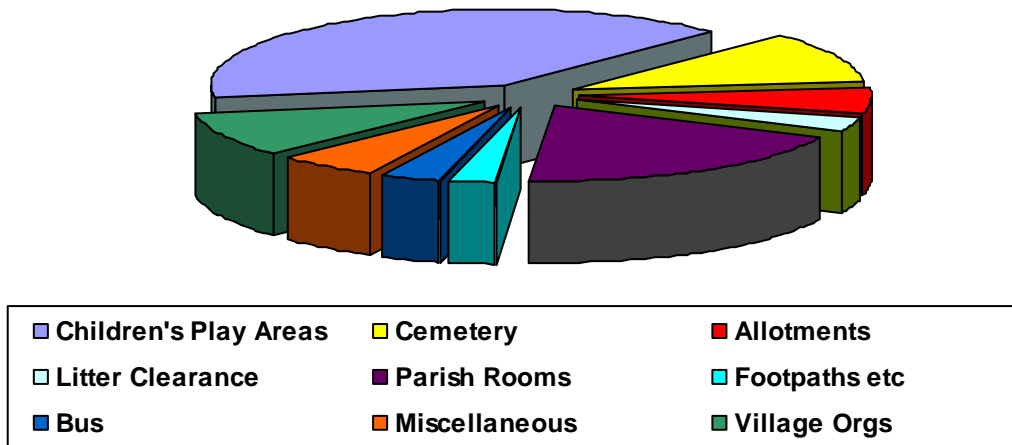 Children's Play Areas Cemetery Allotments
Litter Clearance Parish Rooms Footpaths etc
Bus Miscellaneous Village Orgs